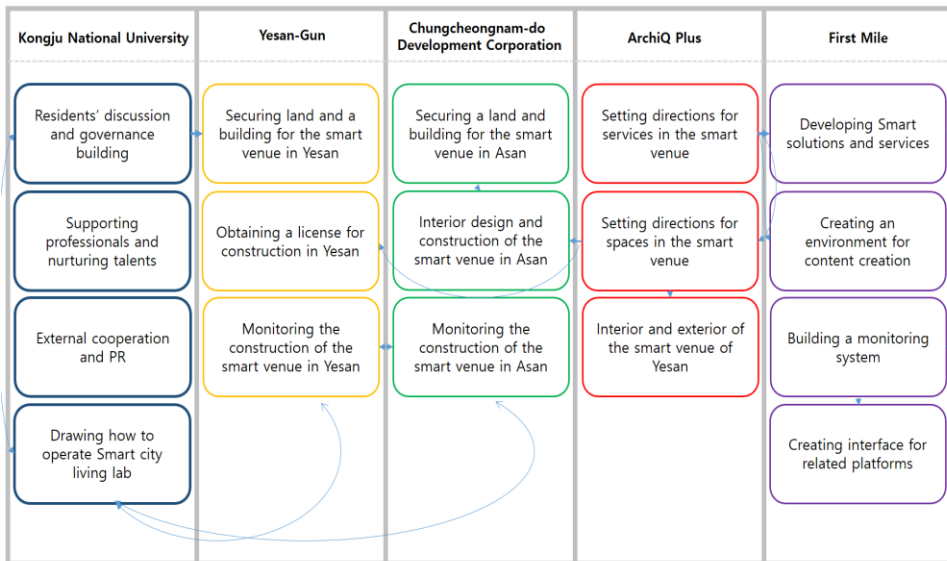 Kongju National University
Yesan-Gun
Chungcheongnam-do
Development Corporation
ArchiQ Plus
First Mile
Residents' discussion
and governance
building
Securing land and a
building for the smart
venue in Yesan
Securing a land and
building for the smart
venue in Asan
Setting directions for
services in the smart
venue
Developing Smart
solutions and services
Supporting
professionals and
nurturing talents
Obtaining a license for
construction in Yesan
Interior design and
construction of the
smart venue in Asan
Setting directions for
spaces in the smart
venue
Creating an
environment for
content creation
External cooperation
and PR
Monitoring the
construction of the
smart venue in Yesan
Monitoring the
construction of the
smart venue in Asan
Interior and exterior of
the smart venue of
Yesan
Building a monitoring
system
Drawing how to
operate Smart city
living lab
Creating interface for
related platforms